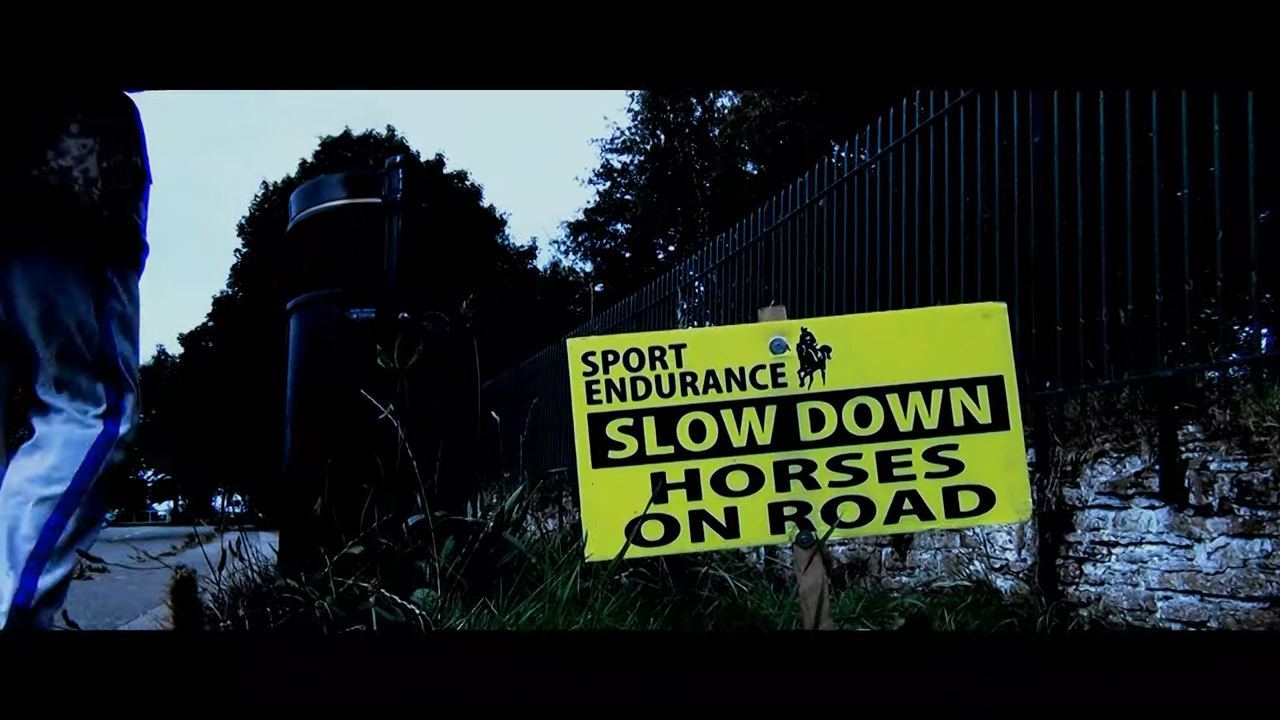 SPORT
ENDURANCE
SLOW DOWN
HORSES
ON ROAD